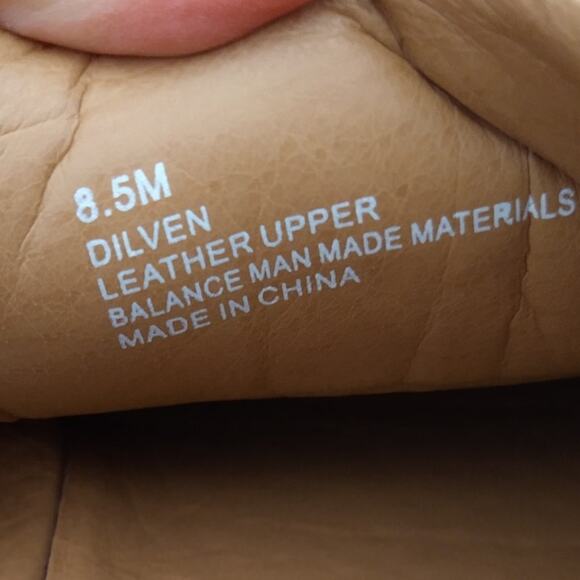 8.5M
DILVEN
LEATHER UPPER
BALANCE MAN MADE MATERIALS
MADE IN CHINA